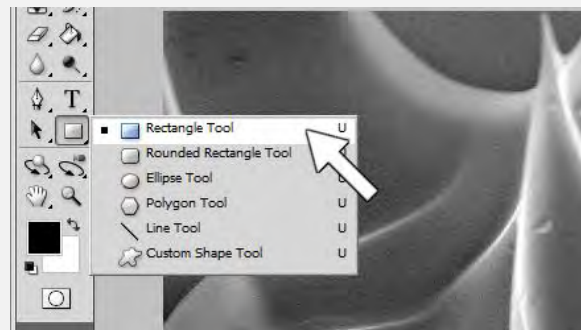 T
Rectangle Tool U
Rounded Rectangle Tool
Ellipse Tool U
Polygon Tool U
Line Tool U
Custom Shape Tool U